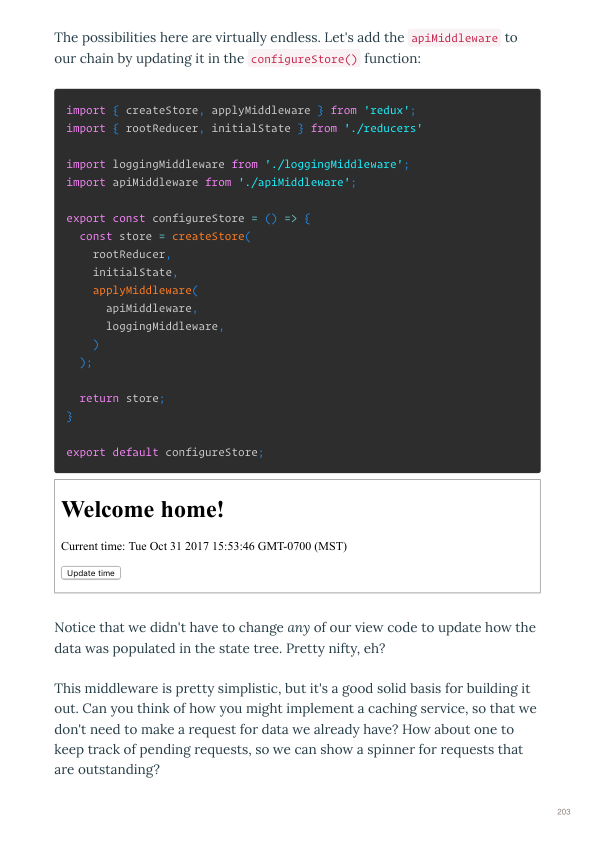 The possibilities here are virtually endless. Let's add the apiMiddleware to
our chain by updating it in the configureStore() function:
import { createStore, applyMiddleware } from 'redux';
import { rootReducer, initialState } from './reducers'
import loggingMiddleware from './loggingMiddleware';
import apiMiddleware from './apiMiddleware';
export const configureStore = () => {
  const store = createStore(
    rootReducer,
    initialState,
    applyMiddleware(
      apiMiddleware,
      loggingMiddleware,
    )
  );
  return store;
}
export default configureStore;
Welcome home!
Current time: Tue Oct 31 2017 15:53:46 GMT-0700 (MST)
Update time
Notice that we didn't have to change any of our view code to update how the
data was populated in the state tree. Pretty nifty, eh?
This middleware is pretty simplistic, but it's a good solid basis for building it
out. Can you think of how you might implement a caching service, so that we
don't need to make a request for data we already have? How about one to
keep track of pending requests, so we can show a spinner for requests that
are outstanding?
203